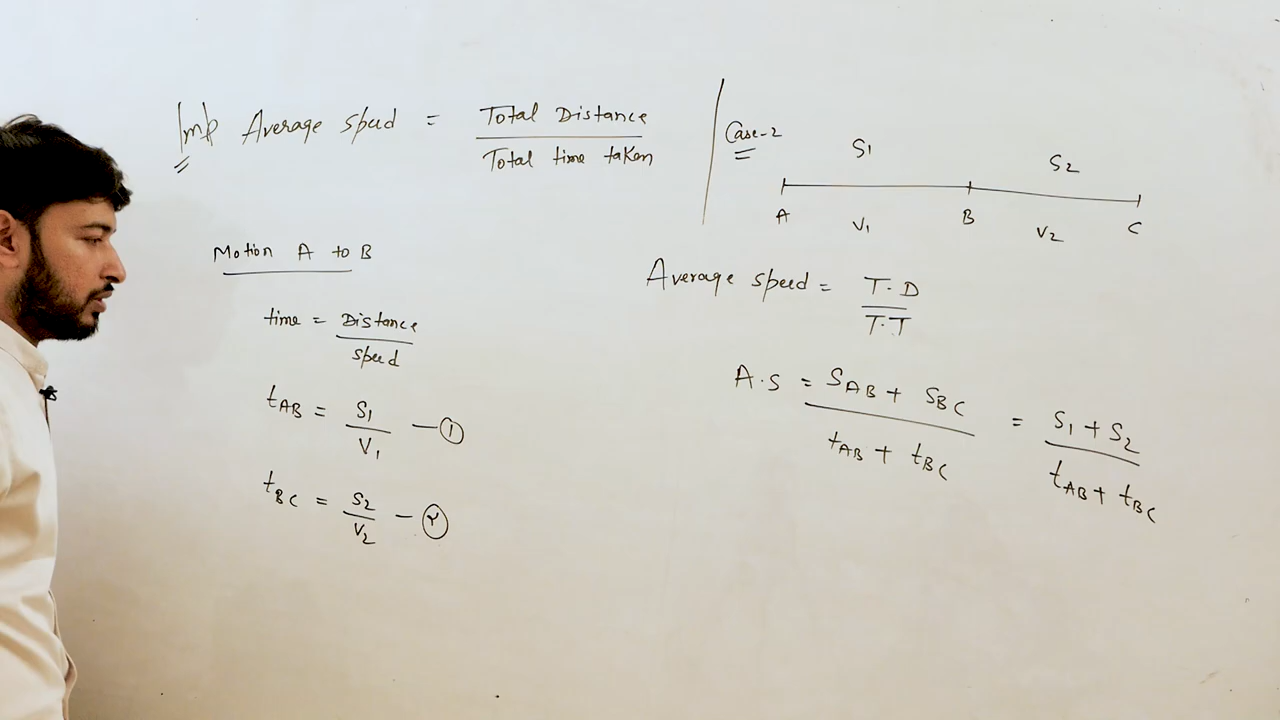 Imp Average speed = Total Distance
Total time taken
Motion A to B
time = Distance
speed
tAB = S1
V1 — 1
tBC = S2
V2 — 2
Case-2
S1 S2
A V1 B V2 C
Average speed = T.D
T.T
A.S = SAB + SBC = S1 + S2
tAB + tBC tAB + tBC